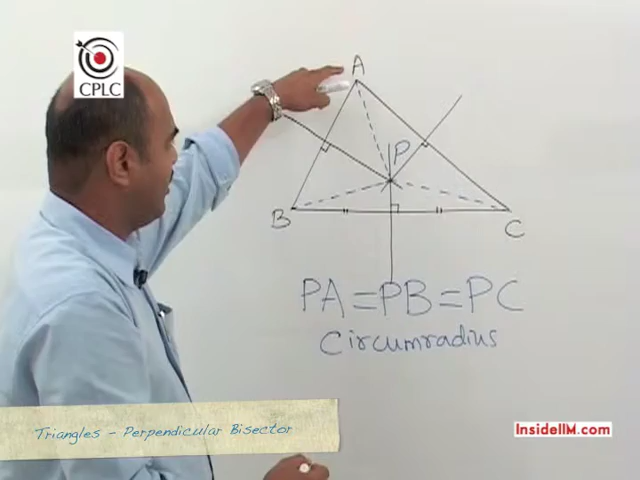 CPLC
A
P
B
C
PA=PB=PC
Circumradius
Triangles - Perpendicular Bisector
InsideIIM.com